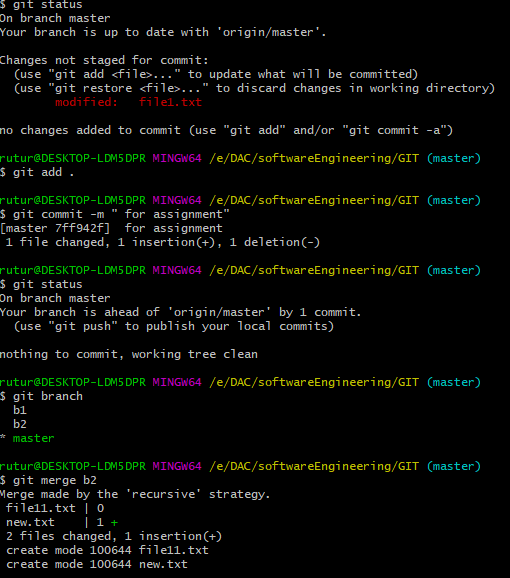 $ git status
On branch master
Your branch is up to date with 'origin/master'.

Changes not staged for commit:
  (use "git add <file>..." to update what will be committed)
  (use "git restore <file>..." to discard changes in working directory)
        modified:   file1.txt

no changes added to commit (use "git add" and/or "git commit -a")

rutur@DESKTOP-LDM5DPR MINGW64 /e/DAC/softwareEngineering/GIT (master)
$ git add .

rutur@DESKTOP-LDM5DPR MINGW64 /e/DAC/softwareEngineering/GIT (master)
$ git commit -m " for assignment"
[master 7ff942f]  for assignment
 1 file changed, 1 insertion(+), 1 deletion(-)

rutur@DESKTOP-LDM5DPR MINGW64 /e/DAC/softwareEngineering/GIT (master)
$ git status
On branch master
Your branch is ahead of 'origin/master' by 1 commit.
  (use "git push" to publish your local commits)

nothing to commit, working tree clean

rutur@DESKTOP-LDM5DPR MINGW64 /e/DAC/softwareEngineering/GIT (master)
$ git branch
  b1
  b2
* master

rutur@DESKTOP-LDM5DPR MINGW64 /e/DAC/softwareEngineering/GIT (master)
$ git merge b2
Merge made by the 'recursive' strategy.
 file11.txt | 0
 new.txt    | 1 +
 2 files changed, 1 insertion(+)
 create mode 100644 file11.txt
 create mode 100644 new.txt